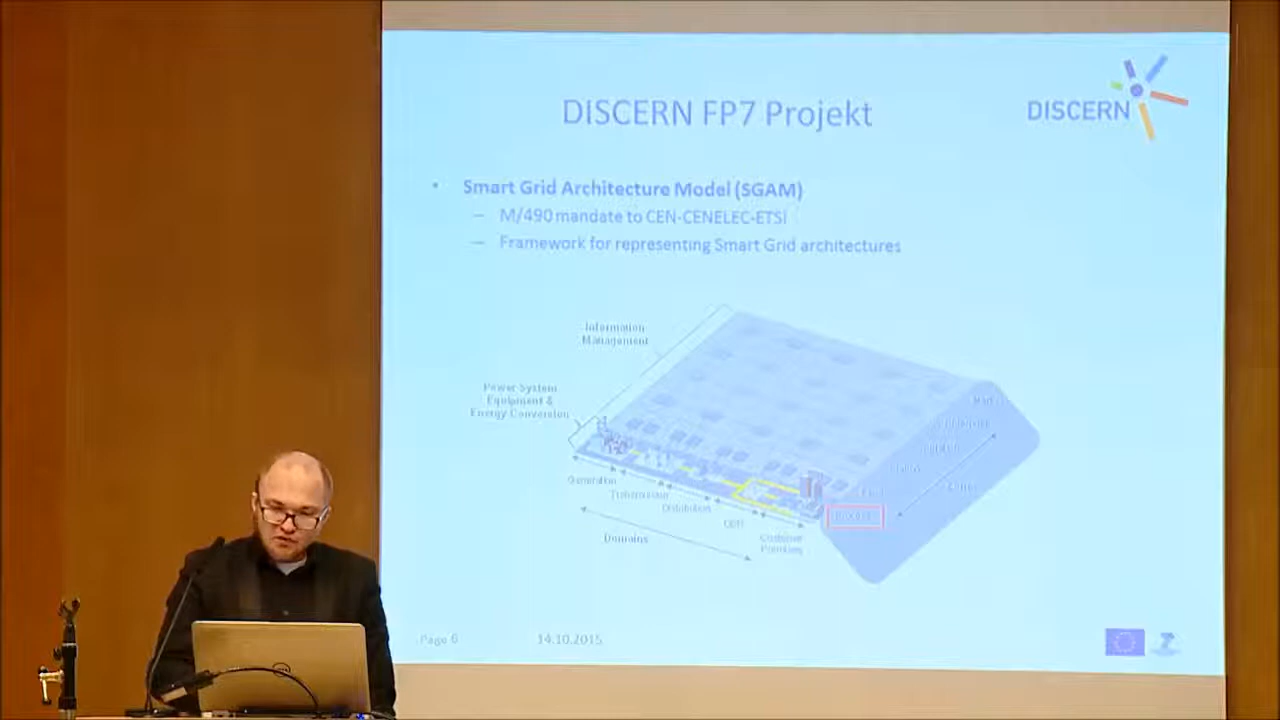 DISCERN FP7 Projekt
DISCERN
• Smart Grid Architecture Model (SGAM)
– M/490 mandate to CEN-CENELEC-ETSI
– Framework for representing Smart Grid architectures
Information
Management
Power System
Equipment &
Energy Conversion
Generation
Transmission
Distribution
DER
Customer
Premises
Domains
Page 6
14.10.2015